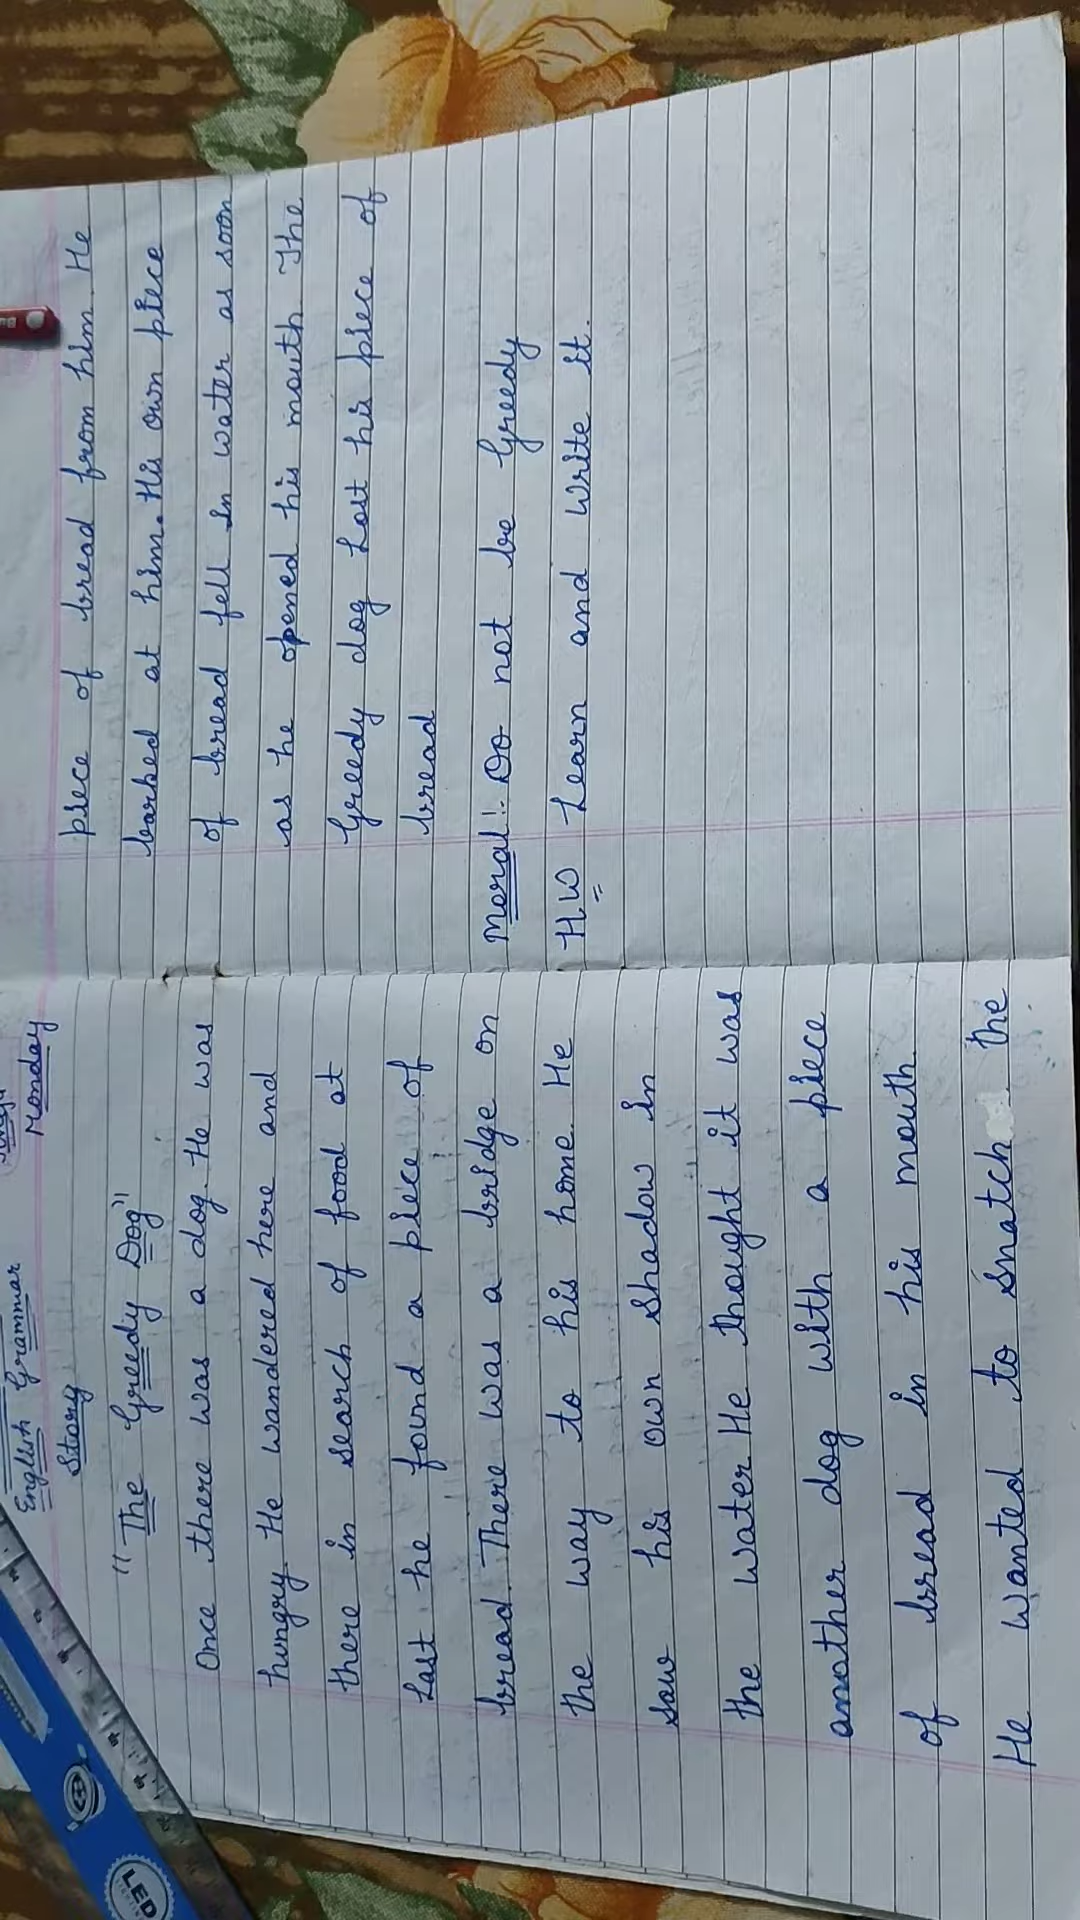 English Grammar
Monday
Story
"The Greedy Dog"
Once there was a dog. He was
hungry. He wandered here and
there in search of food at
Last he found a piece of
bread. There was a bridge on
the way to his home. He
saw his own shadow in
the water He thought it was
another dog with a piece
of bread in his mouth.
He wanted to snatch the
piece of bread from him. He
barked at him. His own piece
of bread fell in water as soon
as he opened his mouth. The
Greedy dog Lost his piece of
bread
Moral:- Do not be Greedy
H.W Learn and write it.
LED